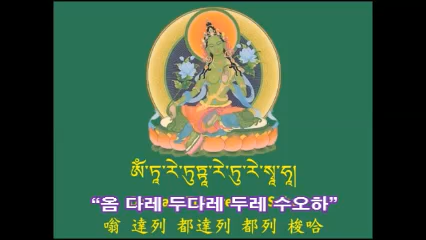 ཨོཾ་ཏཱ་རེ་ཏུཏྟཱ་རེ་ཏུ་རེ་སྭཱ་ཧཱ།
“옴 다레 두다레 두레 수오하”
嗡 達列 都達列 都列 梭哈